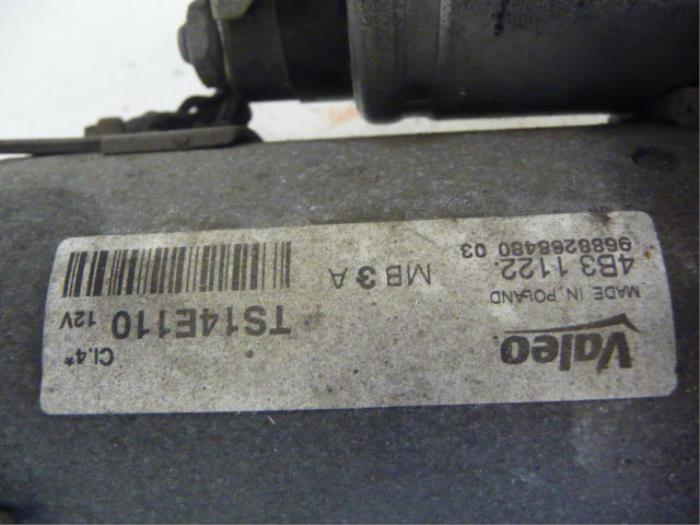 Valeo
MADE IN POLAND
4B3 1122
9688268480 03
TS14E110 12V
Cl.4*
MB 3 A